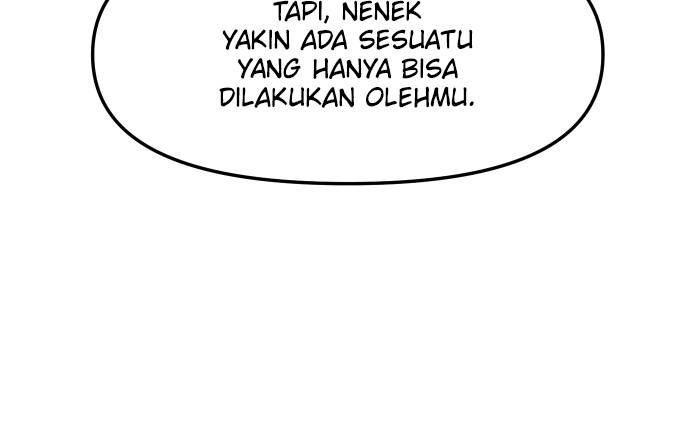 TAPI, NENEK
YAKIN ADA SESUATU
YANG HANYA BISA
DILAKUKAN OLEHMU.